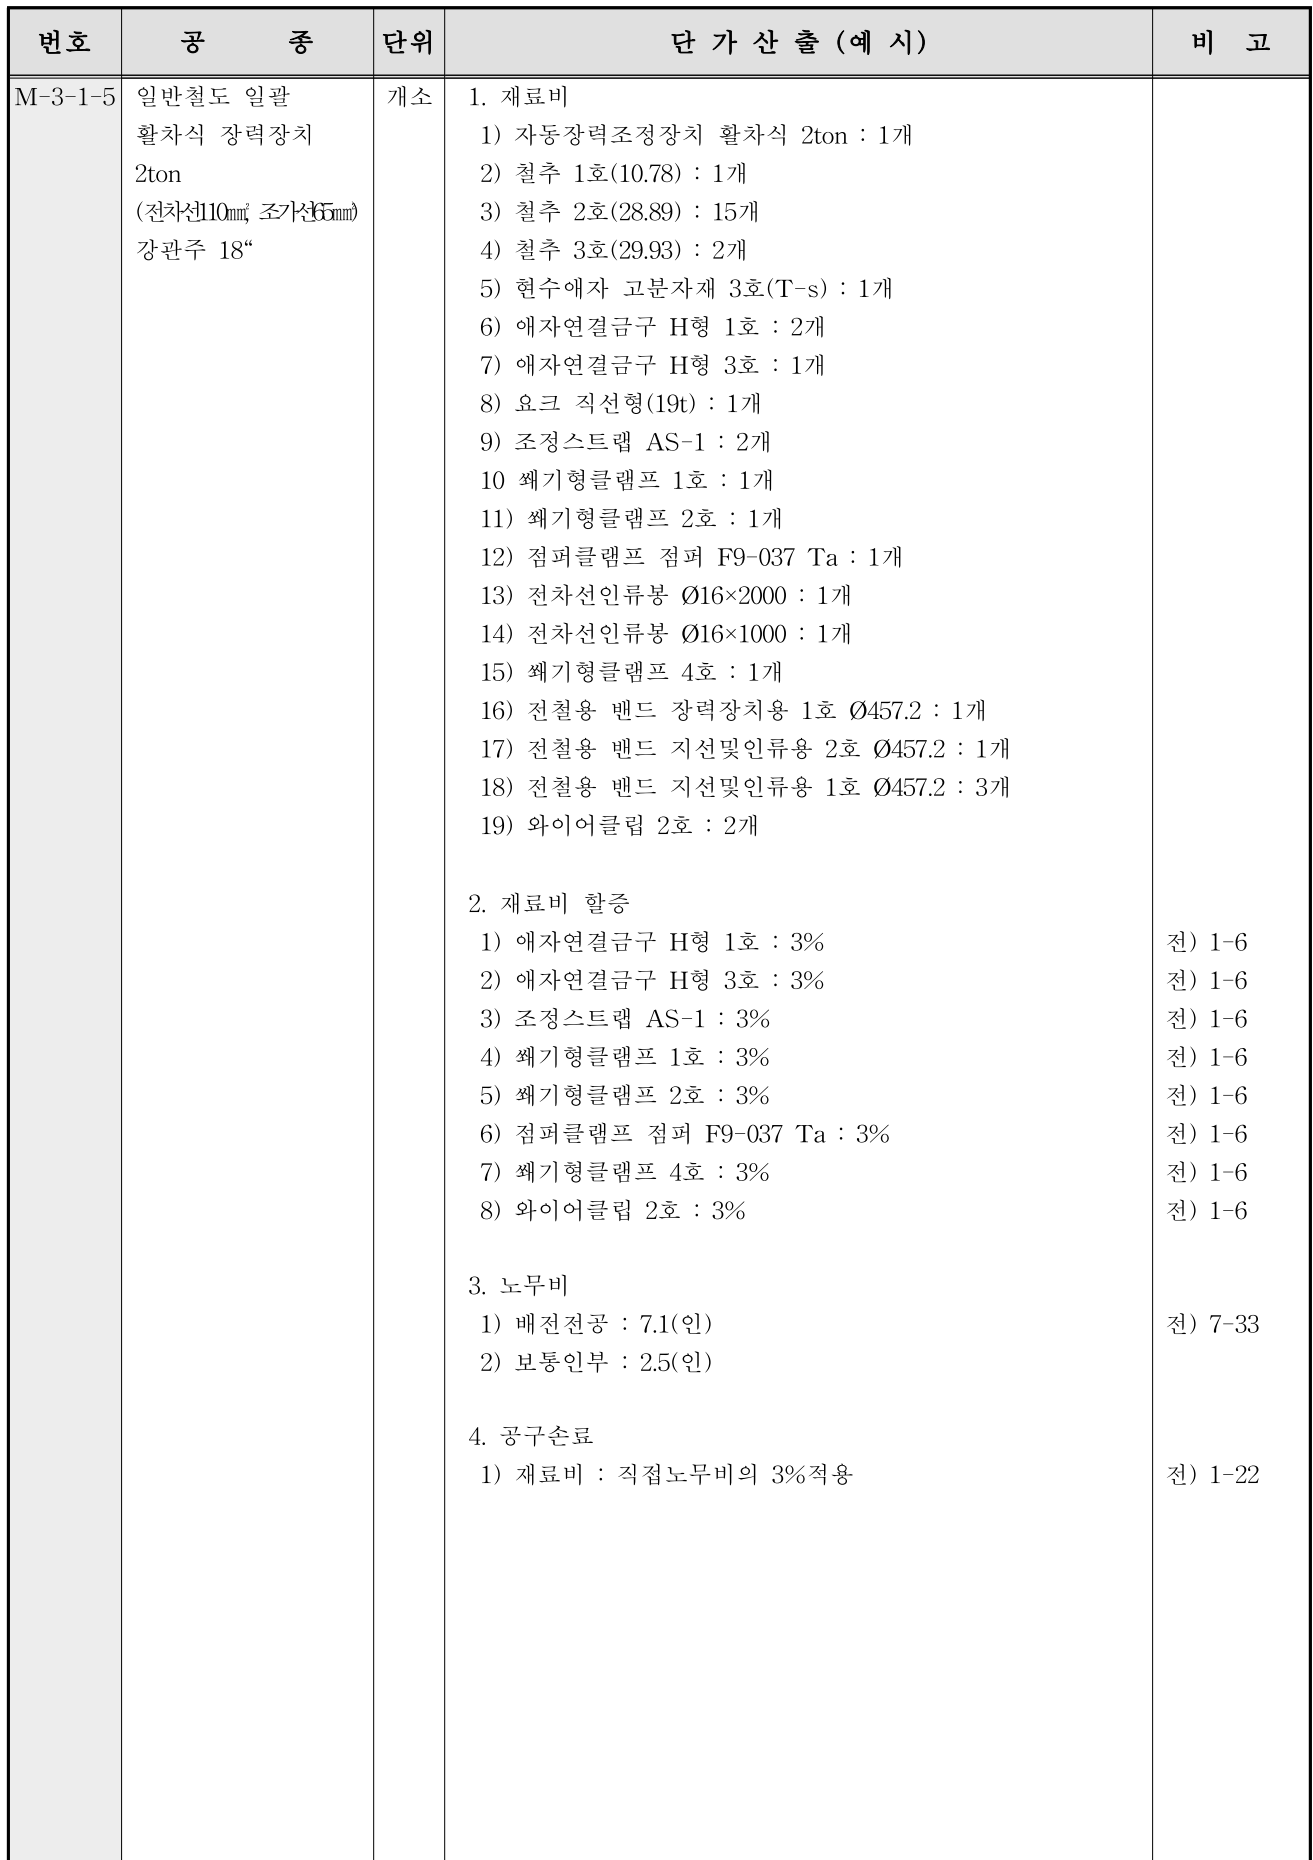 번호 공 종 단위 단 가 산 출 (예 시) 비 고
M-3-1-5 일반철도 일괄 개소 1. 재료비
활차식 장력장치 1) 자동장력조정장치 활차식 2ton : 1개
2ton 2) 철추 1호(10.78) : 1개
(전차선110㎟, 조가선65㎟) 3) 철추 2호(28.89) : 15개
강관주 18“ 4) 철추 3호(29.93) : 2개
5) 현수애자 고분자재 3호(T-s) : 1개
6) 애자연결금구 H형 1호 : 2개
7) 애자연결금구 H형 3호 : 1개
8) 요크 직선형(19t) : 1개
9) 조정스트랩 AS-1 : 2개
10 쐐기형클램프 1호 : 1개
11) 쐐기형클램프 2호 : 1개
12) 점퍼클램프 점퍼 F9-037 Ta : 1개
13) 전차선인류봉 Ø16×2000 : 1개
14) 전차선인류봉 Ø16×1000 : 1개
15) 쐐기형클램프 4호 : 1개
16) 전철용 밴드 장력장치용 1호 Ø457.2 : 1개
17) 전철용 밴드 지선및인류용 2호 Ø457.2 : 1개
18) 전철용 밴드 지선및인류용 1호 Ø457.2 : 3개
19) 와이어클립 2호 : 2개
2. 재료비 할증
1) 애자연결금구 H형 1호 : 3% 전) 1-6
2) 애자연결금구 H형 3호 : 3% 전) 1-6
3) 조정스트랩 AS-1 : 3% 전) 1-6
4) 쐐기형클램프 1호 : 3% 전) 1-6
5) 쐐기형클램프 2호 : 3% 전) 1-6
6) 점퍼클램프 점퍼 F9-037 Ta : 3% 전) 1-6
7) 쐐기형클램프 4호 : 3% 전) 1-6
8) 와이어클립 2호 : 3% 전) 1-6
3. 노무비
1) 배전전공 : 7.1(인) 전) 7-33
2) 보통인부 : 2.5(인)
4. 공구손료
1) 재료비 : 직접노무비의 3%적용 전) 1-22